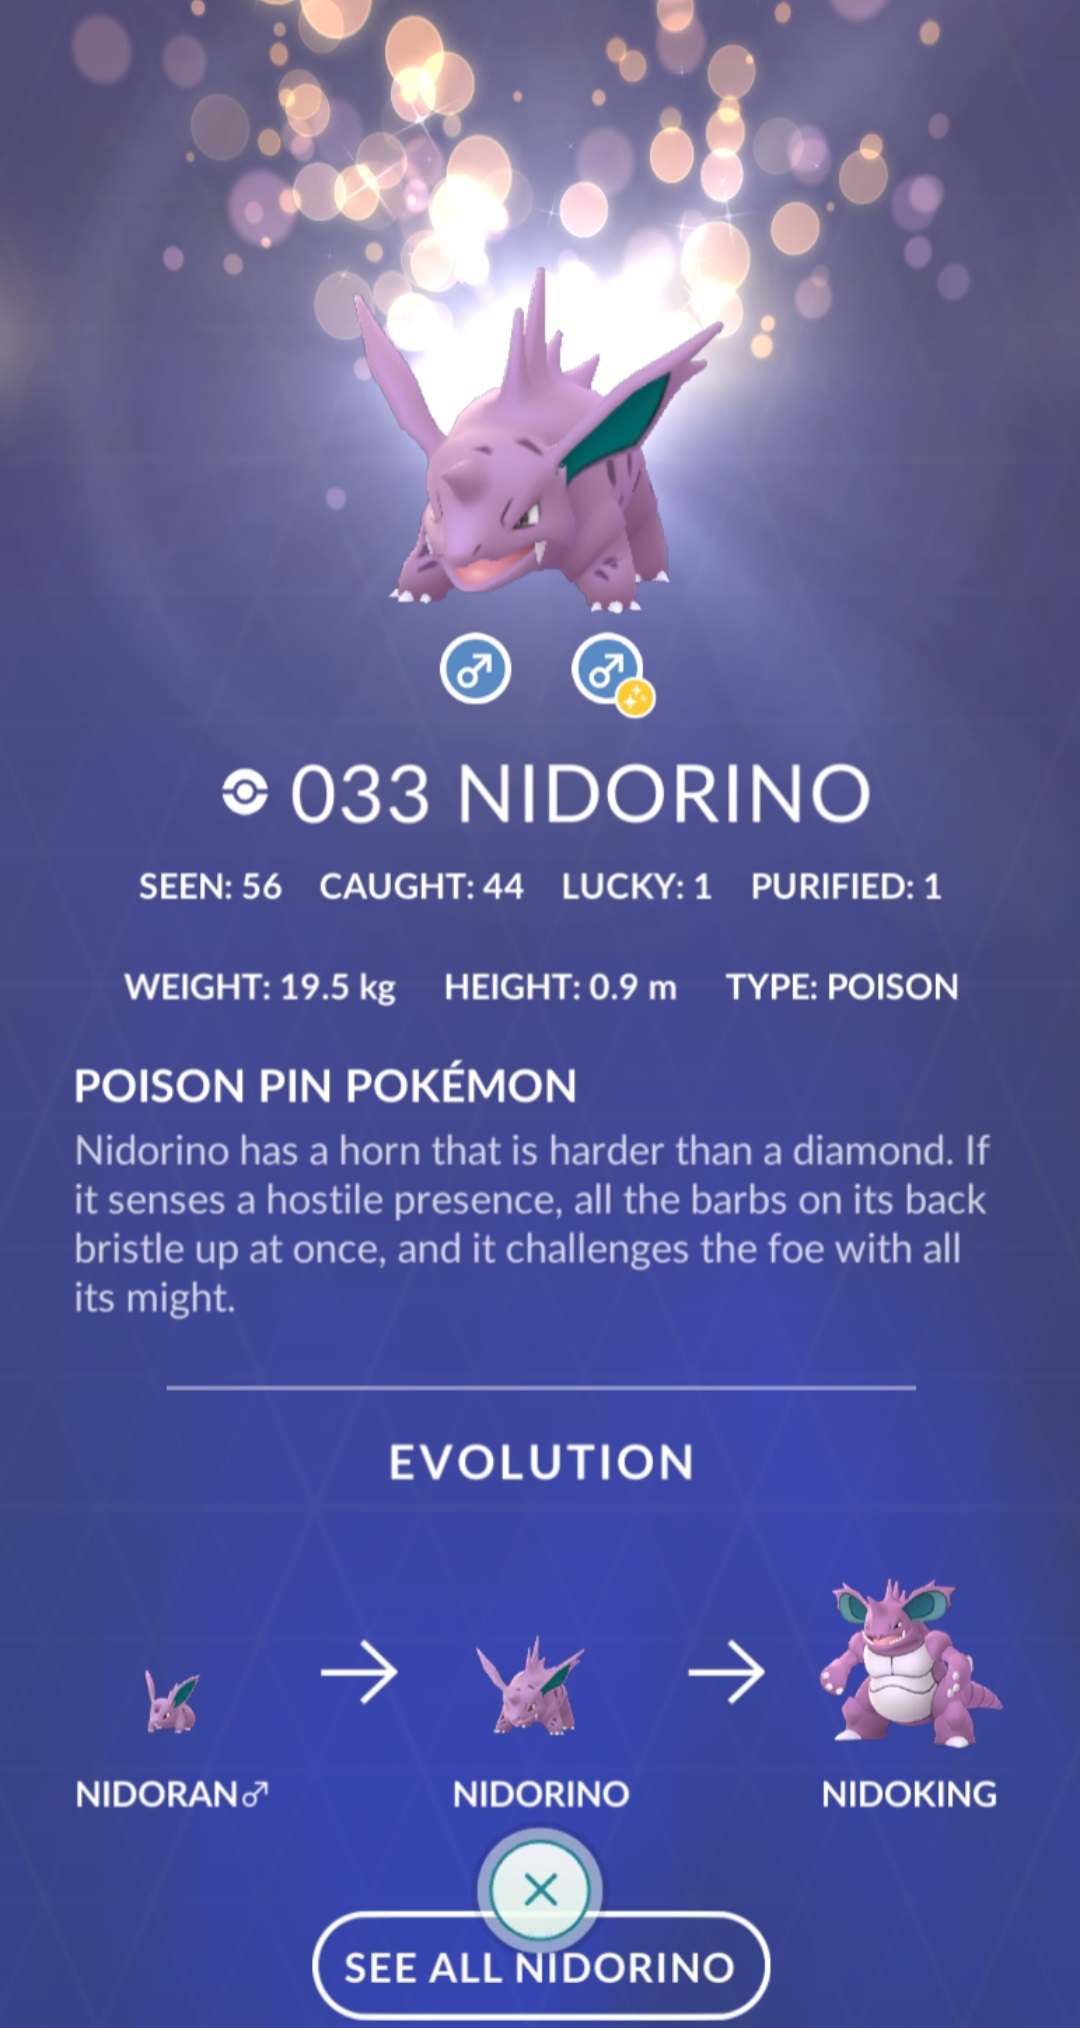 033 NIDORINO
SEEN: 56 CAUGHT: 44 LUCKY: 1 PURIFIED: 1
WEIGHT: 19.5 kg HEIGHT: 0.9 m TYPE: POISON
POISON PIN POKÉMON
Nidorino has a horn that is harder than a diamond. If
it senses a hostile presence, all the barbs on its back
bristle up at once, and it challenges the foe with all
its might.
EVOLUTION
NIDORAN♂ NIDORINO NIDOKING
SEE ALL NIDORINO